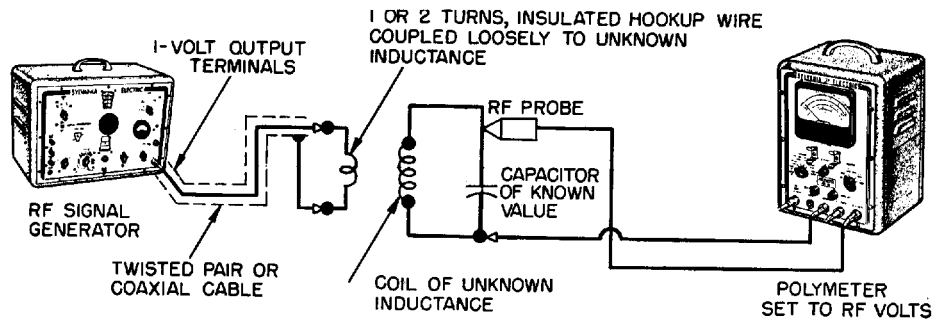 1 OR 2 TURNS, INSULATED HOOKUP WIRE
COUPLED LOOSELY TO UNKNOWN
INDUCTANCE
1-VOLT OUTPUT
TERMINALS
SYLVANIA ELECTRIC
RF SIGNAL
GENERATOR
TWISTED PAIR OR
COAXIAL CABLE
RF PROBE
CAPACITOR
OF KNOWN
VALUE
COIL OF UNKNOWN
INDUCTANCE
POLYMETER
SET TO RF VOLTS